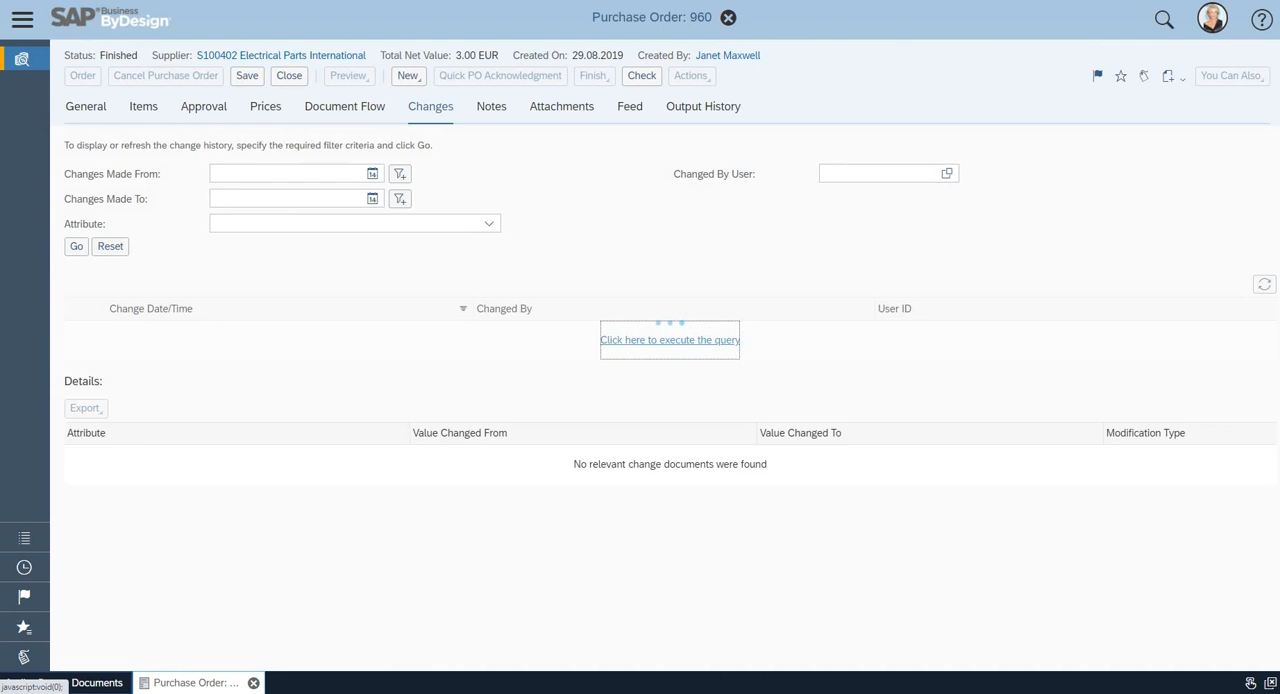 SAP Business ByDesign
Purchase Order: 960
Status: Finished Supplier: S100402 Electrical Parts International Total Net Value: 3.00 EUR Created On: 29.08.2019 Created By: Janet Maxwell
Order Cancel Purchase Order Save Close Preview New Quick PO Acknowledgment Finish Check Actions You Can Also
General Items Approval Prices Document Flow Changes Notes Attachments Feed Output History
To display or refresh the change history, specify the required filter criteria and click Go.
Changes Made From: 14 Changed By User:
Changes Made To: 14
Attribute:
Go Reset
Change Date/Time Changed By User ID
Click here to execute the query
Details:
Export
Attribute Value Changed From Value Changed To Modification Type
No relevant change documents were found
javascript:void(0); Documents Purchase Order: ...